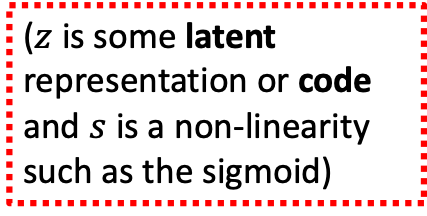 (z is some latent
representation or code
and s is a non-linearity
such as the sigmoid)